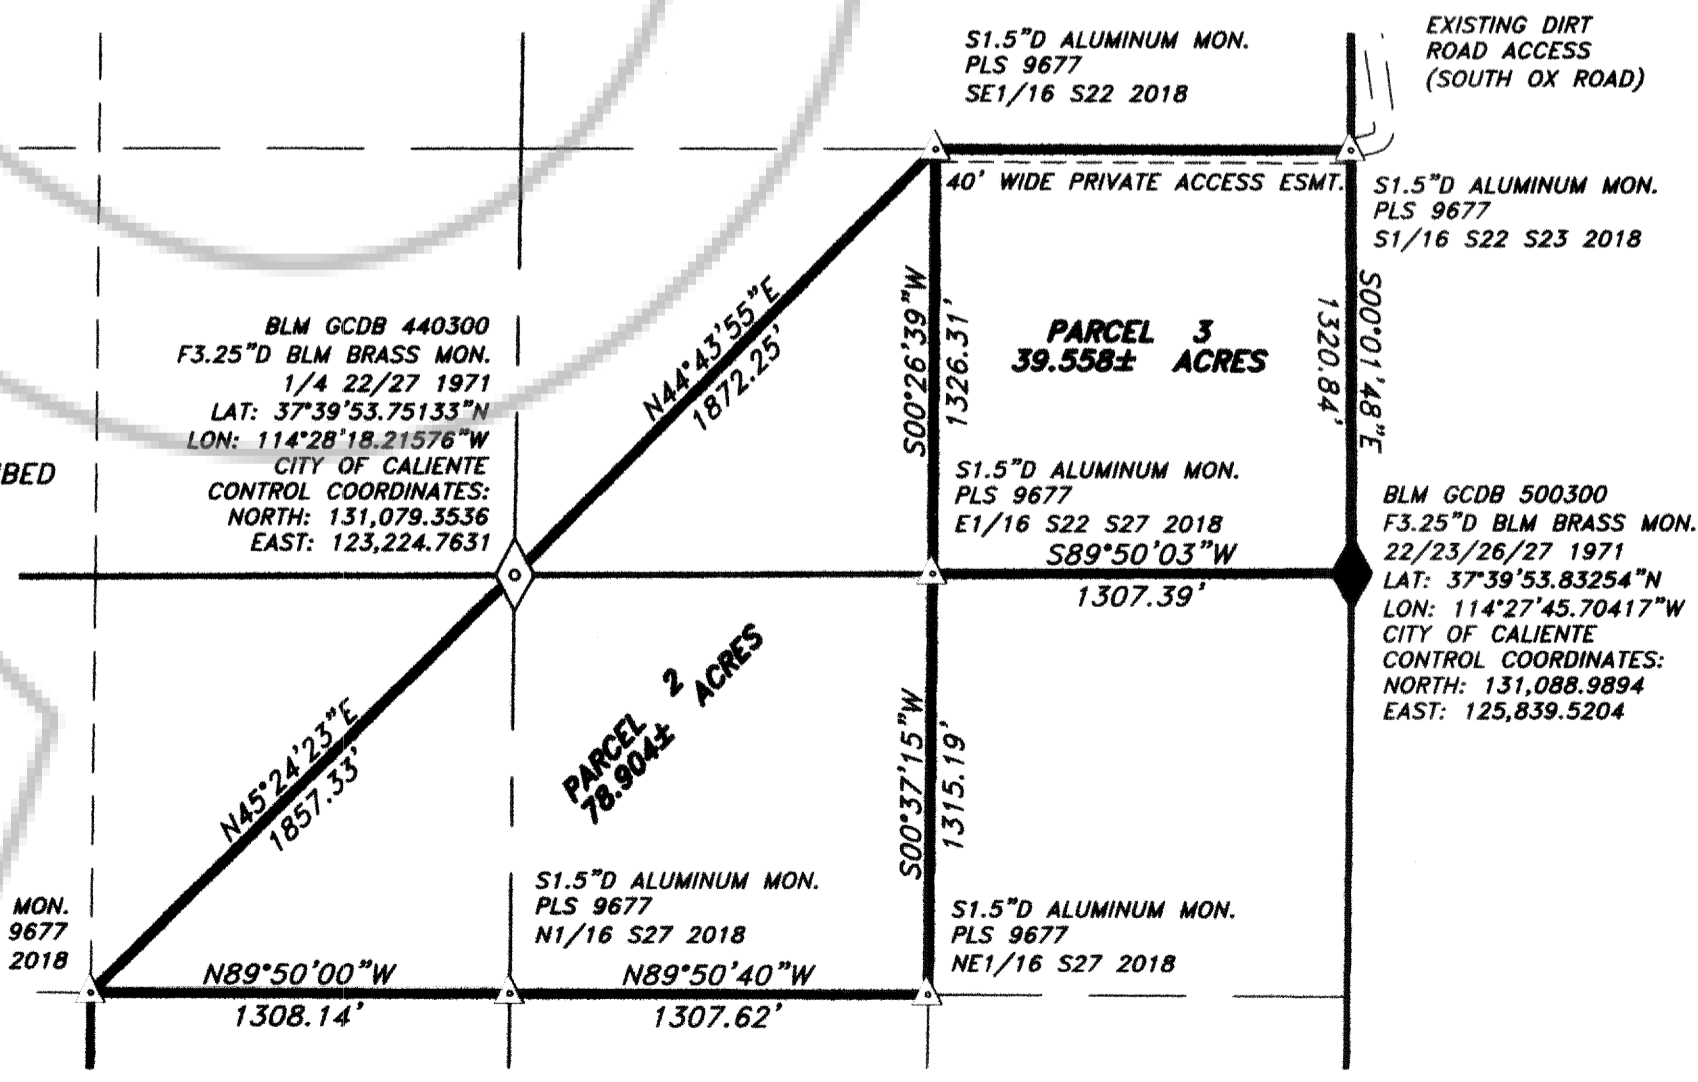 EXISTING DIRT
ROAD ACCESS
(SOUTH OX ROAD)
S1.5"D ALUMINUM MON.
PLS 9677
SE1/16 S22 2018
40' WIDE PRIVATE ACCESS ESMT.
S1.5"D ALUMINUM MON.
PLS 9677
S1/16 S22 S23 2018
BLM GCDB 440300
F3.25"D BLM BRASS MON.
1/4 22/27 1971
LAT: 37°39'53.75133"N
LON: 114°28'18.21576"W
CITY OF CALIENTE
CONTROL COORDINATES:
NORTH: 131,079.3536
EAST: 123,224.7631
N44°43'55"E
1872.25'
S00°26'39"W
1326.31'
PARCEL 3
39.558± ACRES
S00°01'48"E
1320.84'
BED
S1.5"D ALUMINUM MON.
PLS 9677
E1/16 S22 S27 2018
S89°50'03"W
1307.39'
BLM GCDB 500300
F3.25"D BLM BRASS MON.
22/23/26/27 1971
LAT: 37°39'53.83254"N
LON: 114°27'45.70417"W
CITY OF CALIENTE
CONTROL COORDINATES:
NORTH: 131,088.9894
EAST: 125,839.5204
N45°24'23"E
1857.33'
PARCEL 2
78.904± ACRES
S00°37'15"W
1315.19'
MON.
9677
2018
S1.5"D ALUMINUM MON.
PLS 9677
N1/16 S27 2018
S1.5"D ALUMINUM MON.
PLS 9677
NE1/16 S27 2018
N89°50'00"W
1308.14'
N89°50'40"W
1307.62'